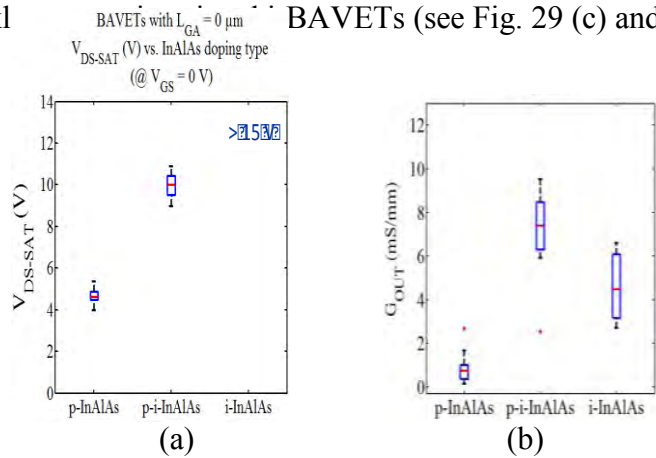 BAVETs (see Fig. 29 (c) and
BAVETs with L_GA = 0 µm
V_DS-SAT (V) vs. InAlAs doping type
(@ V_GS = 0 V)
V_DS-SAT (V)
14
12
10
8
6
4
2
0
>15 V
p-InAlAs p-i-InAlAs i-InAlAs
(a)
G_OUT (mS/mm)
12
10
8
6
4
2
0
p-InAlAs p-i-InAlAs i-InAlAs
(b)